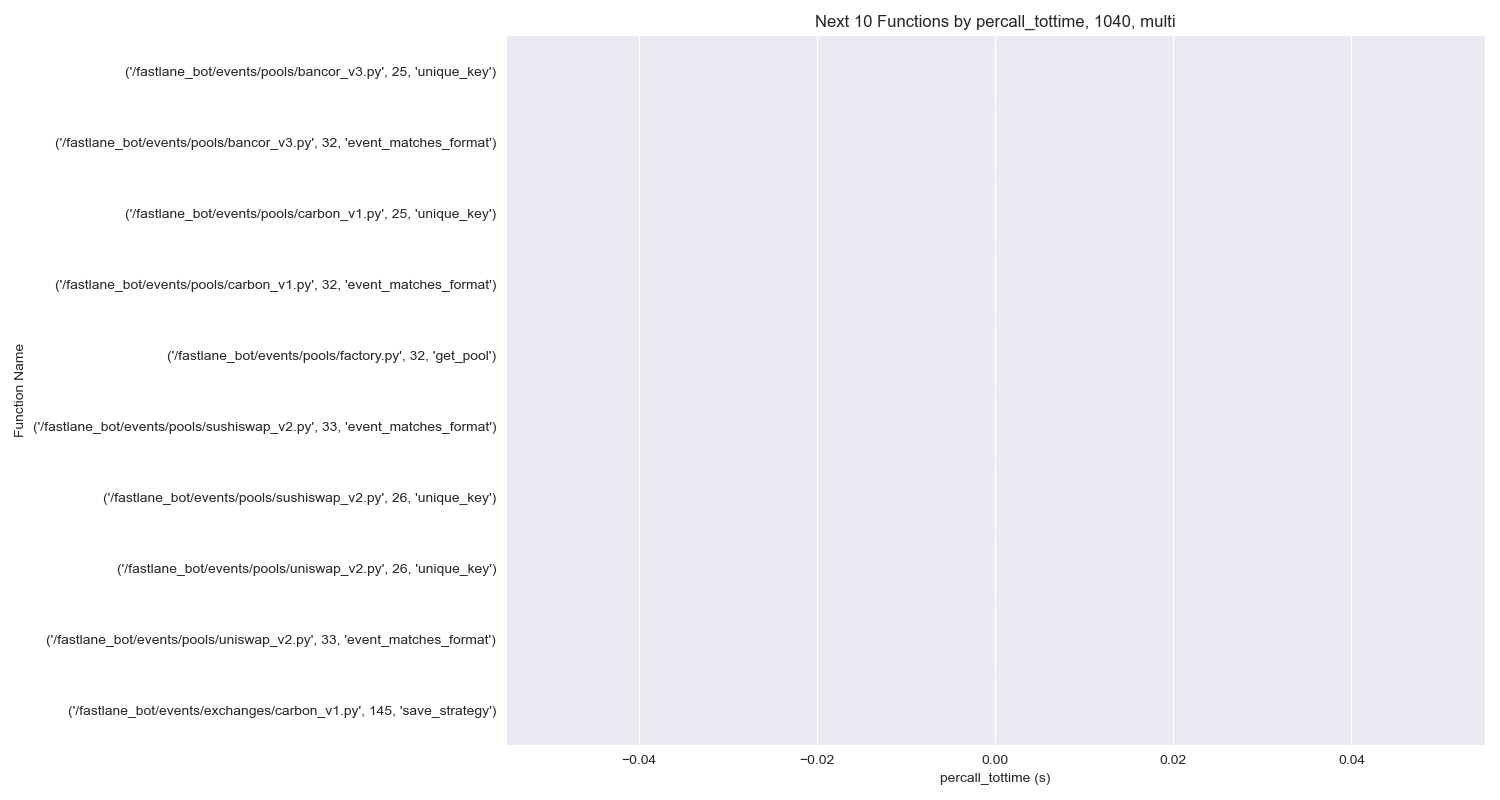 Next 10 Functions by percall_tottime, 1040, multi
Function Name
('/fastlane_bot/events/pools/bancor_v3.py', 25, 'unique_key')
('/fastlane_bot/events/pools/bancor_v3.py', 32, 'event_matches_format')
('/fastlane_bot/events/pools/carbon_v1.py', 25, 'unique_key')
('/fastlane_bot/events/pools/carbon_v1.py', 32, 'event_matches_format')
('/fastlane_bot/events/pools/factory.py', 32, 'get_pool')
('/fastlane_bot/events/pools/sushiswap_v2.py', 33, 'event_matches_format')
('/fastlane_bot/events/pools/sushiswap_v2.py', 26, 'unique_key')
('/fastlane_bot/events/pools/uniswap_v2.py', 26, 'unique_key')
('/fastlane_bot/events/pools/uniswap_v2.py', 33, 'event_matches_format')
('/fastlane_bot/events/exchanges/carbon_v1.py', 145, 'save_strategy')
−0.04 −0.02 0.00 0.02 0.04
percall_tottime (s)